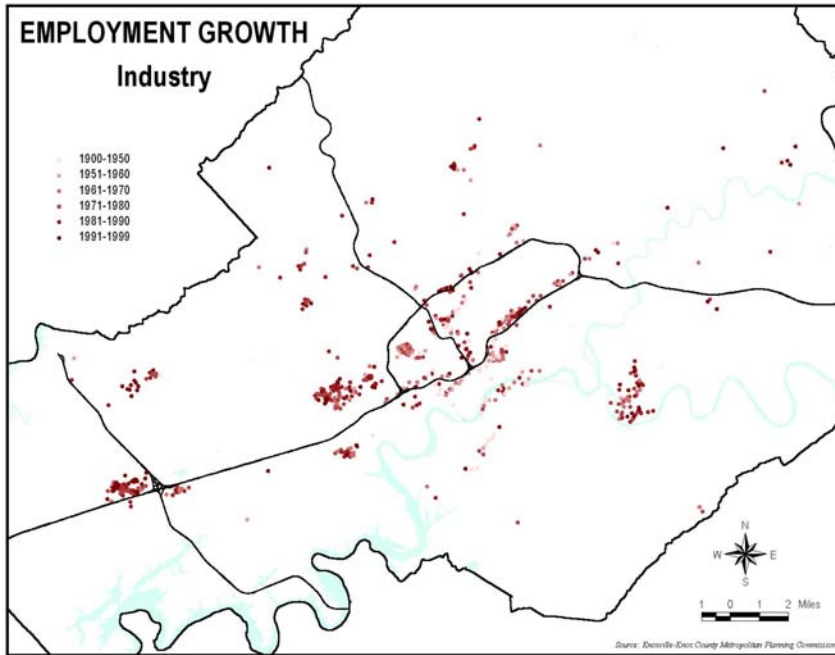 EMPLOYMENT GROWTH
Industry
1900-1950
1951-1960
1961-1970
1971-1980
1981-1990
1991-1999
N
W E
S
1 0 1 2 Miles
Source: Knoxville-Knox County Metropolitan Planning Commission